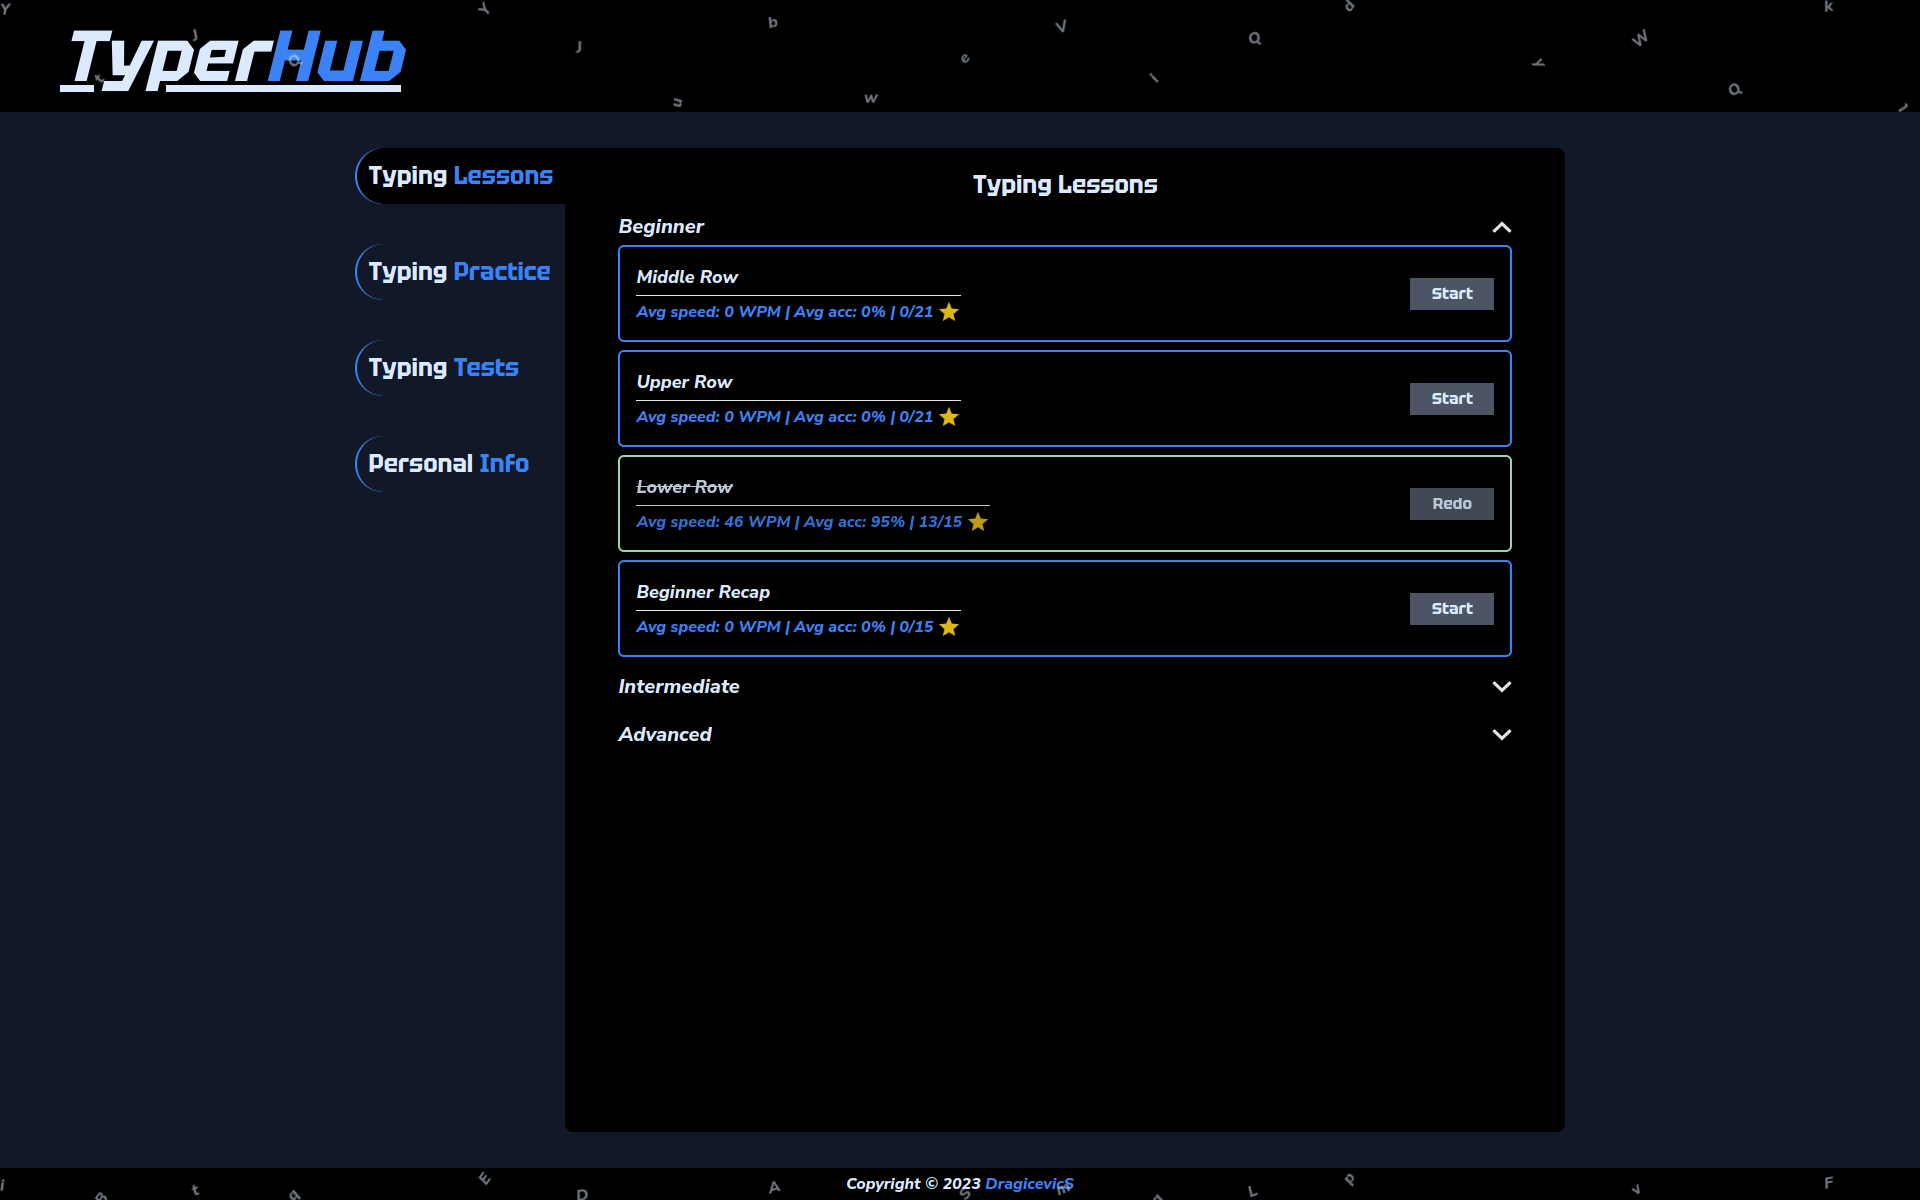 TyperHub
Typing Lessons
Typing Practice
Typing Tests
Personal Info
Typing Lessons
Beginner
Middle Row
Avg speed: 0 WPM | Avg acc: 0% | 0/21
Start
Upper Row
Avg speed: 0 WPM | Avg acc: 0% | 0/21
Start
Lower Row
Avg speed: 46 WPM | Avg acc: 95% | 13/15
Redo
Beginner Recap
Avg speed: 0 WPM | Avg acc: 0% | 0/15
Start
Intermediate
Advanced
Copyright © 2023 DragicevicS